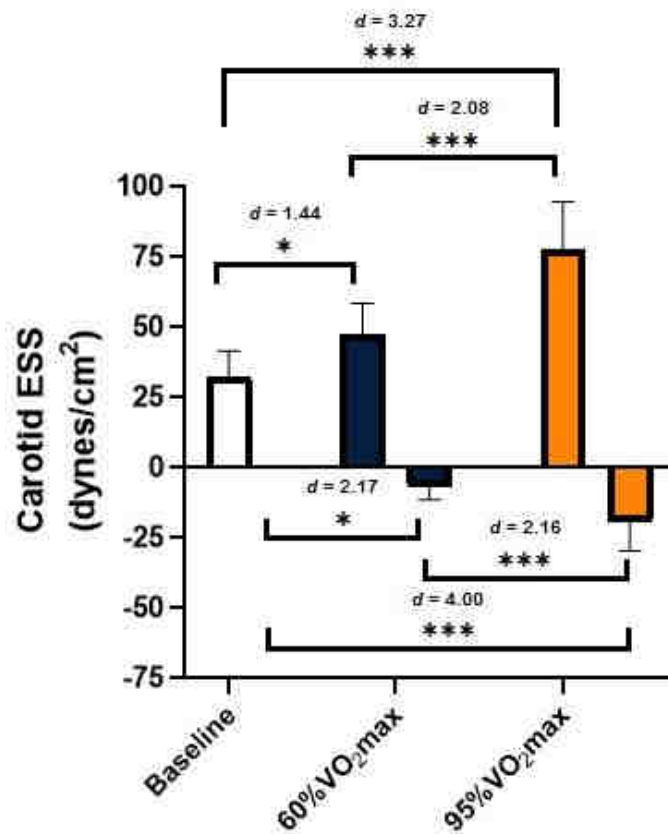 d = 3.27
***
d = 2.08
***
100
d = 1.44
75
*
50
25
0
d = 2.17
*
d = 2.16
-25
***
-50
d = 4.00
***
-75
Carotid ESS
(dynes/cm²)
Baseline
60%VO₂max
95%VO₂max